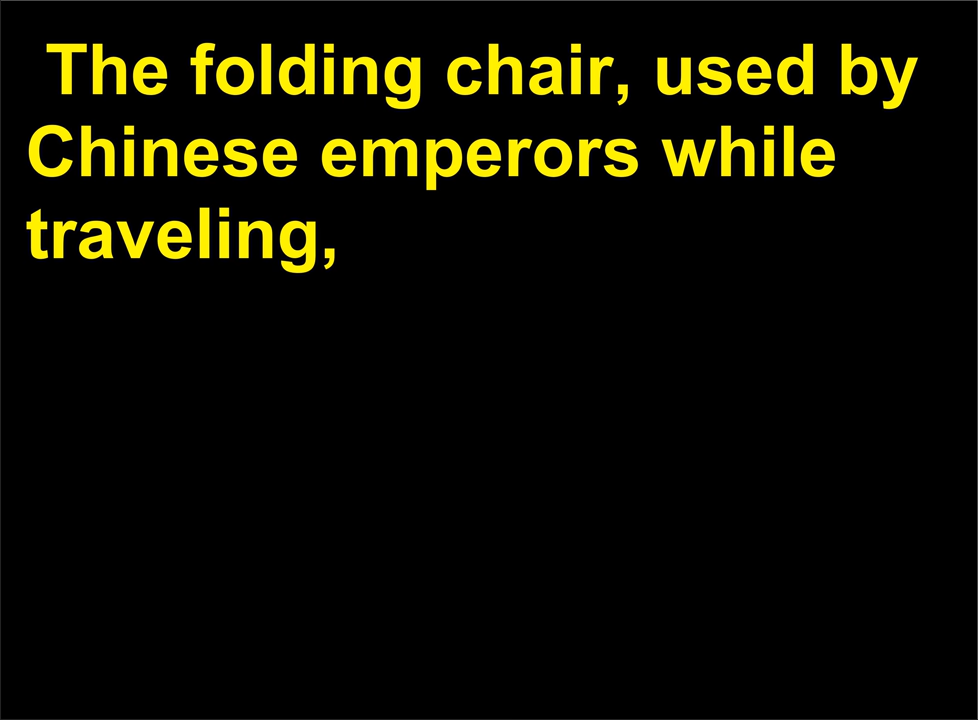 The folding chair, used by
Chinese emperors while
traveling,